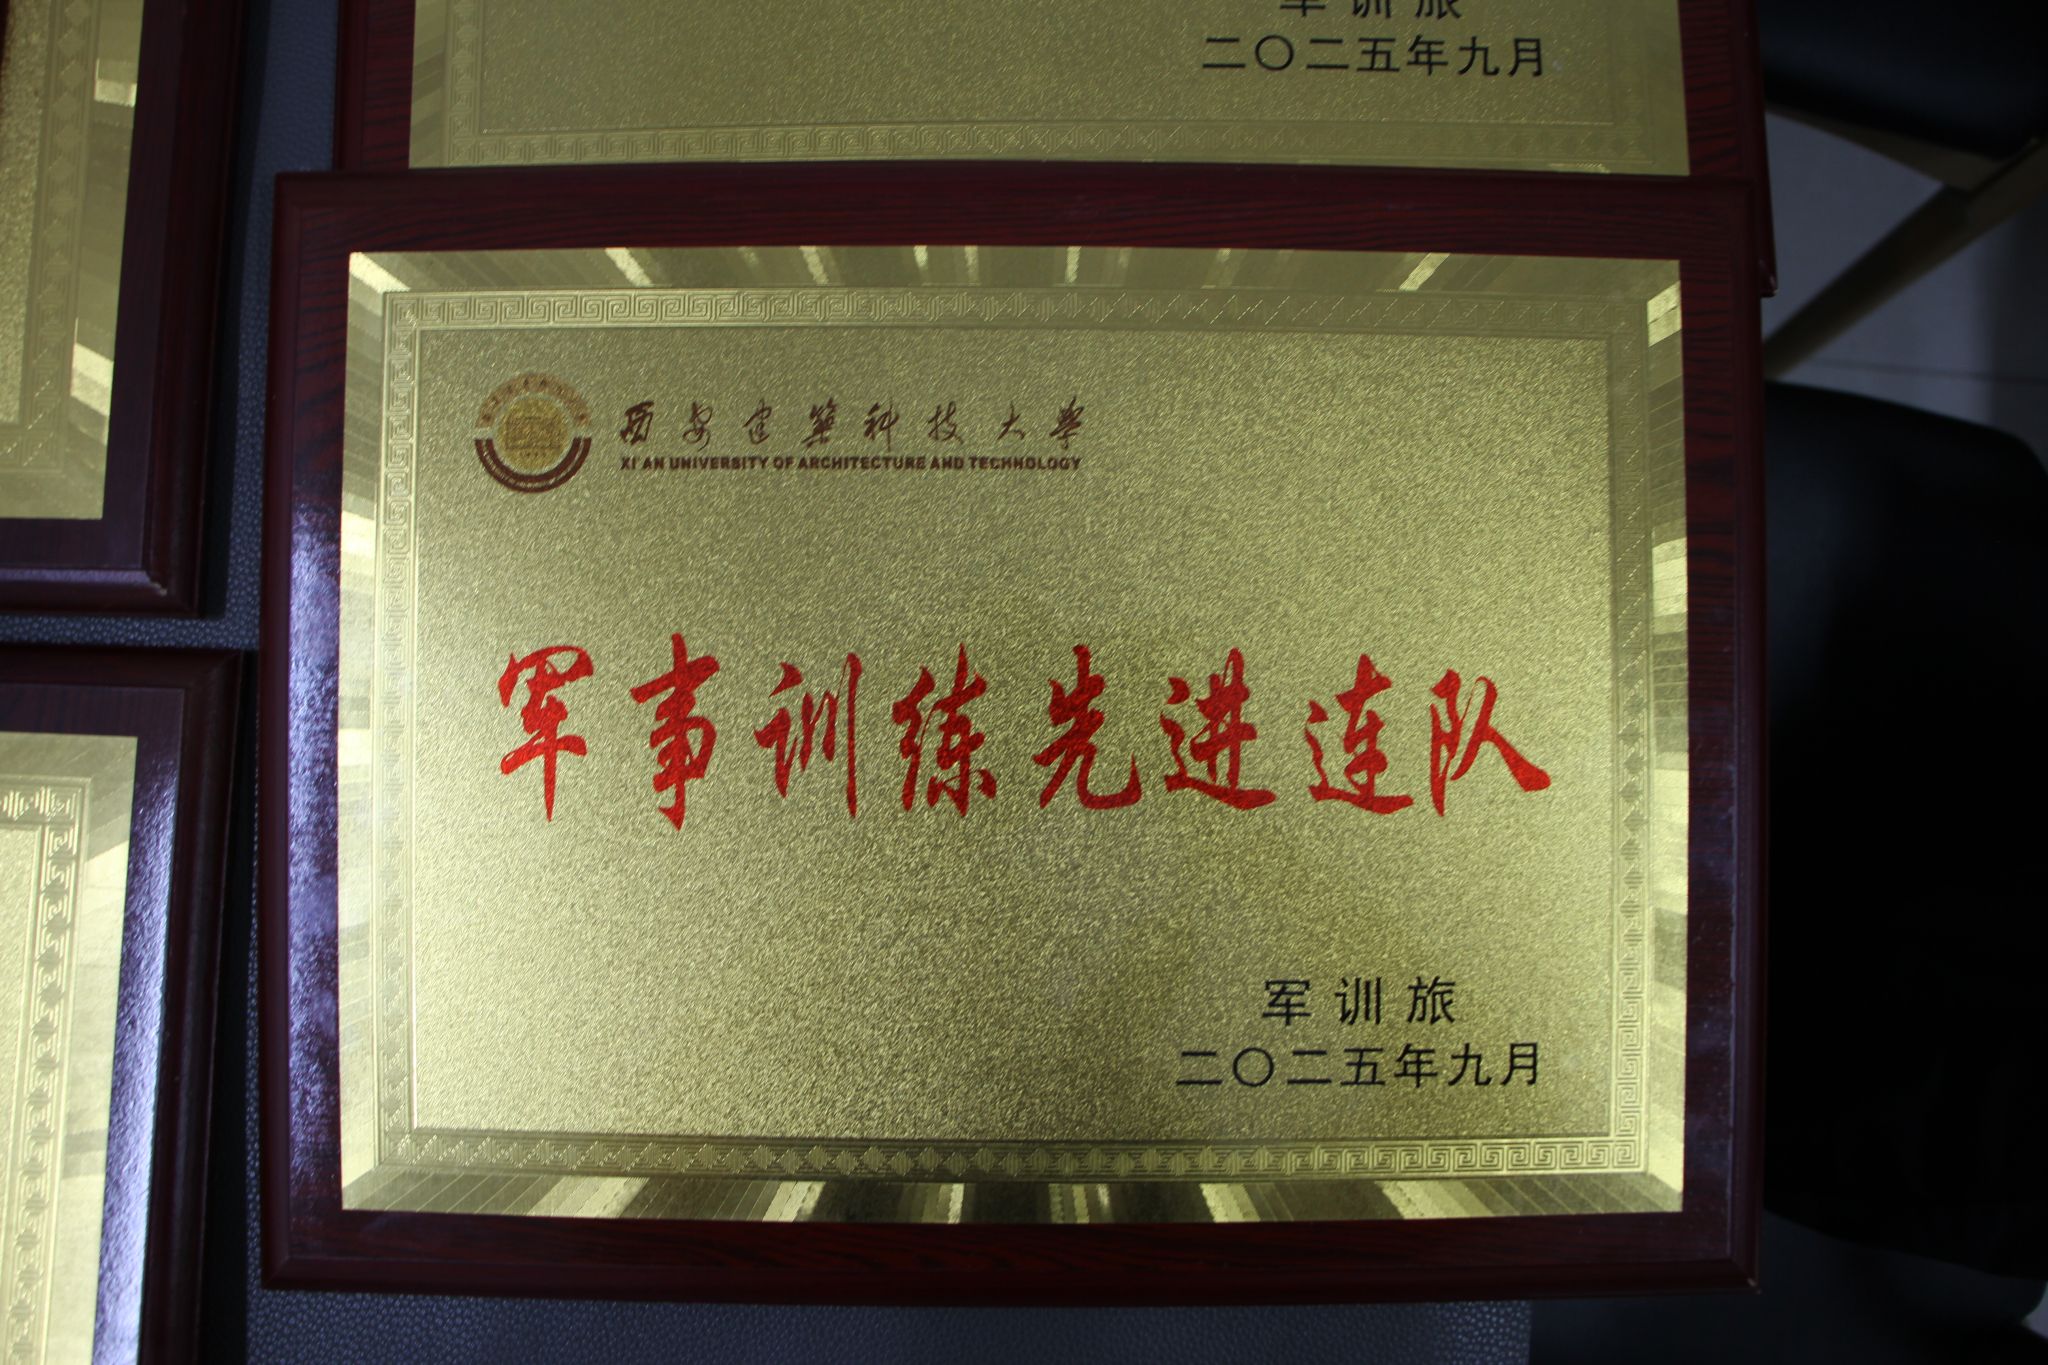 军训旅
二〇二五年九月
西安建筑科技大学
XI AN UNIVERSITY OF ARCHITECTURE AND TECHNOLOGY
军事训练先进连队
军训旅
二〇二五年九月